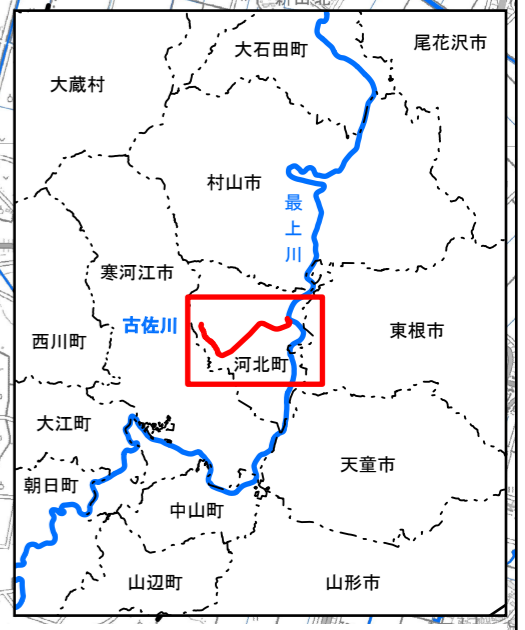 大石田町
尾花沢市
大蔵村
村山市
最上川
寒河江市
古佐川
西川町
東根市
河北町
大江町
天童市
朝日町
中山町
山辺町
山形市